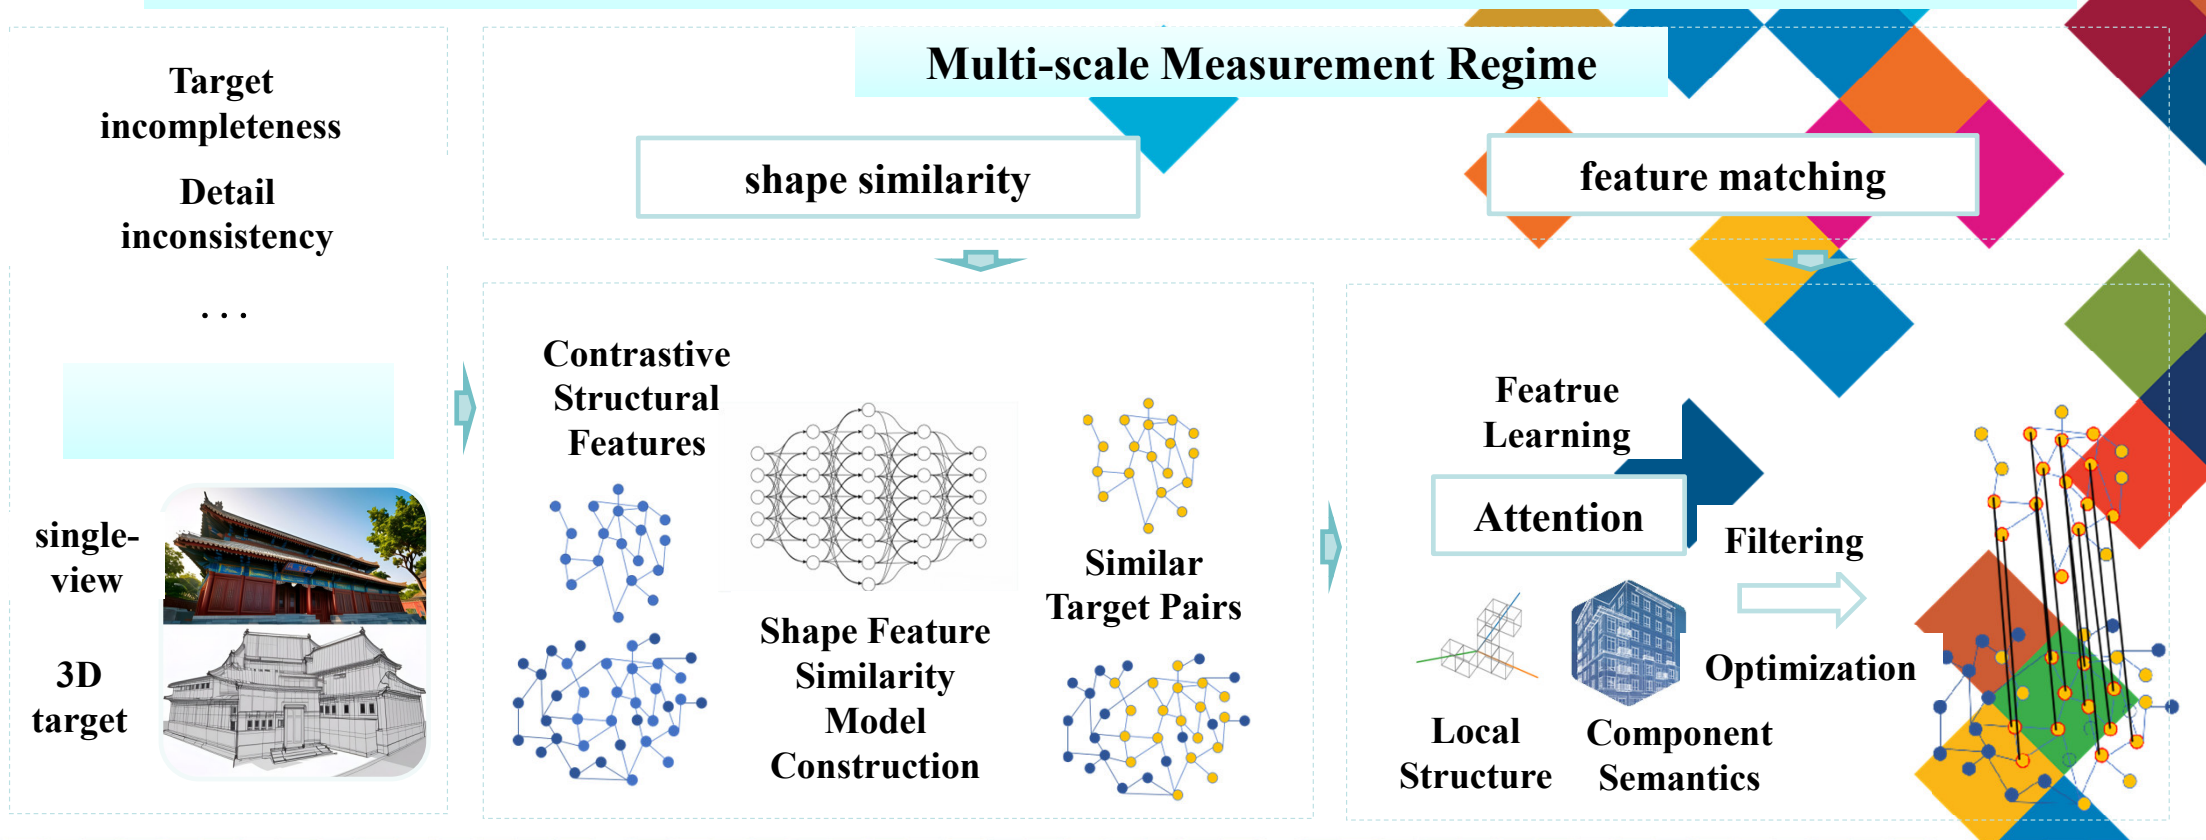 Multi-scale Measurement Regime
Target
incompleteness
Detail
inconsistency
...
single-
view
3D
target
shape similarity
feature matching
Contrastive
Structural
Features
Shape Feature
Similarity
Model
Construction
Similar
Target Pairs
Featrue
Learning
Attention
Local
Structure
Component
Semantics
Filtering
Optimization